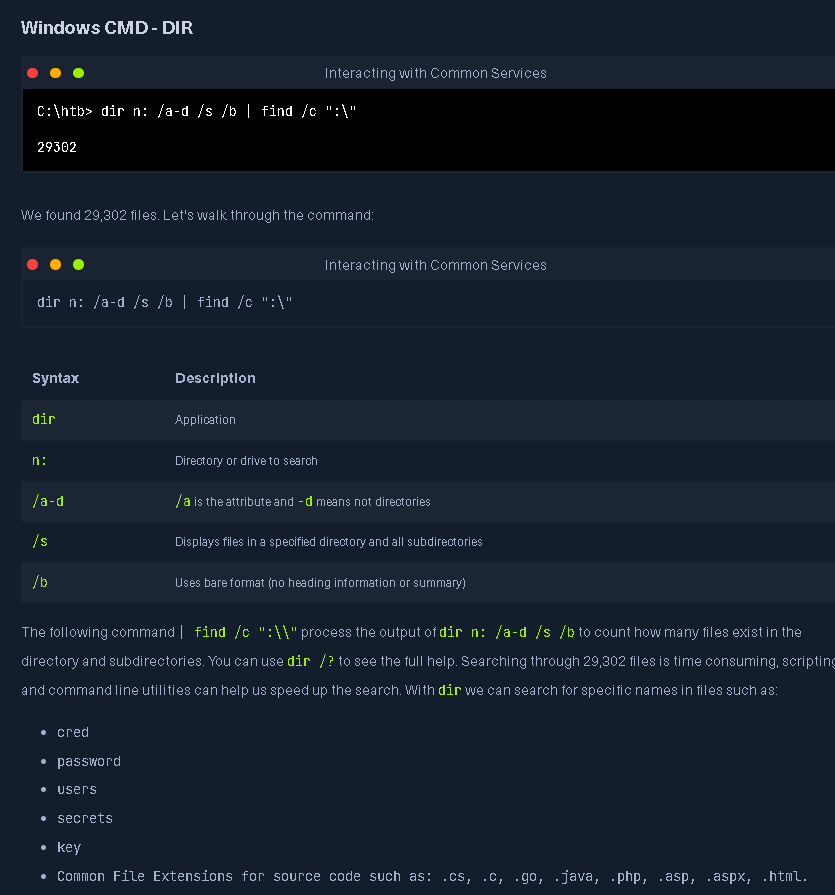 Windows CMD - DIR
Interacting with Common Services
C:\htb> dir n: /a-d /s /b | find /c ":\"
29302
We found 29,302 files. Let's walk through the command:
Interacting with Common Services
dir n: /a-d /s /b | find /c ":\"
Syntax Description
dir Application
n: Directory or drive to search
/a-d /a is the attribute and -d means not directories
/s Displays files in a specified directory and all subdirectories
/b Uses bare format (no heading information or summary)
The following command | find /c ":\\" process the output of dir n: /a-d /s /b to count how many files exist in the
directory and subdirectories. You can use dir /? to see the full help. Searching through 29,302 files is time consuming, scripting
and command line utilities can help us speed up the search. With dir we can search for specific names in files such as:
• cred
• password
• users
• secrets
• key
• Common File Extensions for source code such as: .cs, .c, .go, .java, .php, .asp, .aspx, .html.